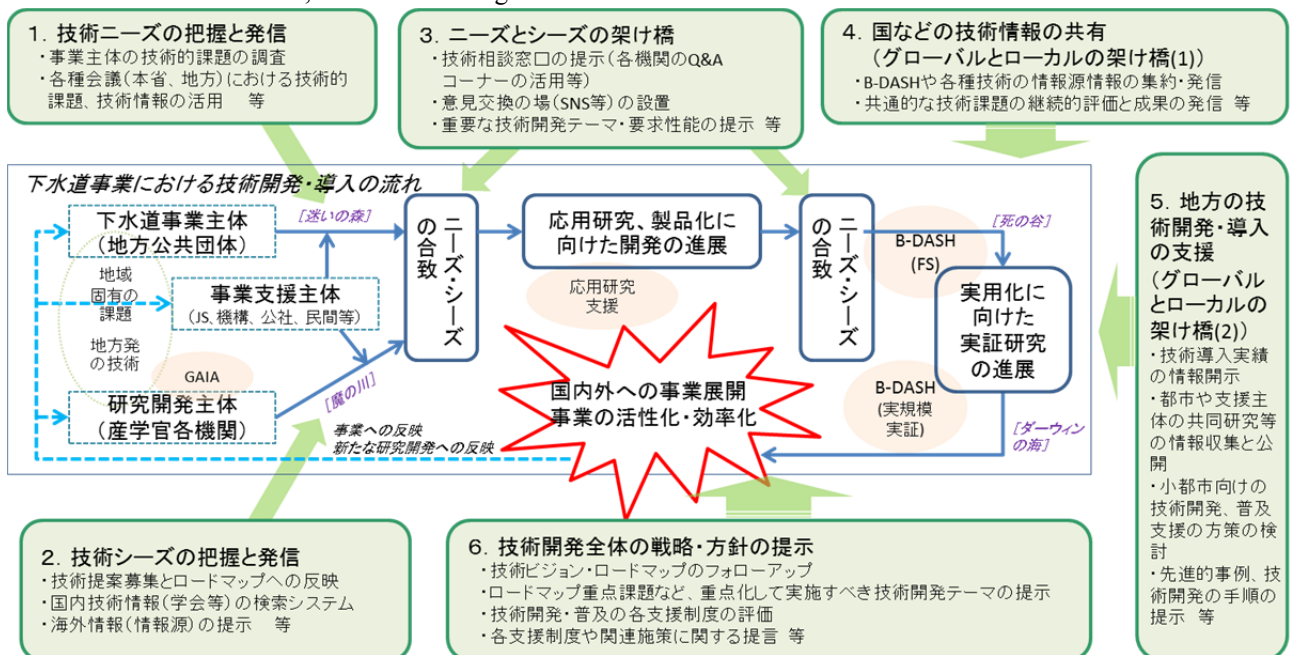 1. 技術ニーズの把握と発信
・事業主体の技術的課題の調査
・各種会議(本省、地方)における技術的
課題、技術情報の活用 等
3. ニーズとシーズの架け橋
・技術相談窓口の提示(各機関のQ&A
コーナーの活用等)
・意見交換の場(SNS等)の設置
・重要な技術開発テーマ・要求性能の提示 等
4. 国などの技術情報の共有
(グローバルとローカルの架け橋(1))
・B-DASHや各種技術の情報源情報の集約・発信
・共通的な技術課題の継続的評価と成果の発信 等
下水道事業における技術開発・導入の流れ
下水道事業主体
(地方公共団体)
[迷いの森]
地域
固有の
課題
地方発
の技術
事業支援主体
(JS、機構、公社、民間等)
GAIA
研究開発主体
(産学官各機関)
[魔の川]
ニーズ・シーズ
の合致
応用研究、製品化に
向けた開発の進展
応用研究
支援
ニーズ・シーズ
の合致
B-DASH
(FS)
[死の谷]
実用化に
向けた
実証研究
の進展
B-DASH
(実規模
実証)
[ダーウィン
の海]
国内外への事業展開
事業の活性化・効率化
事業への反映
新たな研究開発への反映
5. 地方の技
術開発・導入
の支援
(グローバル
とローカルの
架け橋(2))
・技術導入実績
の情報開示
・都市や支援主
体の共同研究等
の情報収集と公
開
・小都市向けの
技術開発、普及
支援の方策の検
討
・先進的事例、技
術開発の手順の
提示 等
2. 技術シーズの把握と発信
・技術提案募集とロードマップへの反映
・国内技術情報(学会等)の検索システム
・海外情報(情報源)の提示 等
6. 技術開発全体の戦略・方針の提示
・技術ビジョン・ロードマップのフォローアップ
・ロードマップ重点課題など、重点化して実施すべき技術開発テーマの提示
・技術開発・普及の各支援制度の評価
・各支援制度や関連施策に関する提言 等